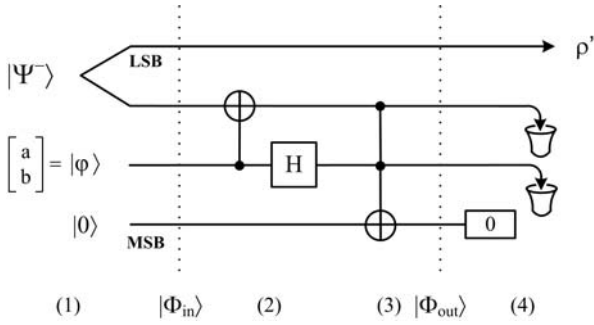 LSB
ρ'
|Ψ⁻⟩
[a b] = |φ⟩
H
|0⟩
MSB
0
(1) |Φin⟩ (2) (3) |Φout⟩ (4)